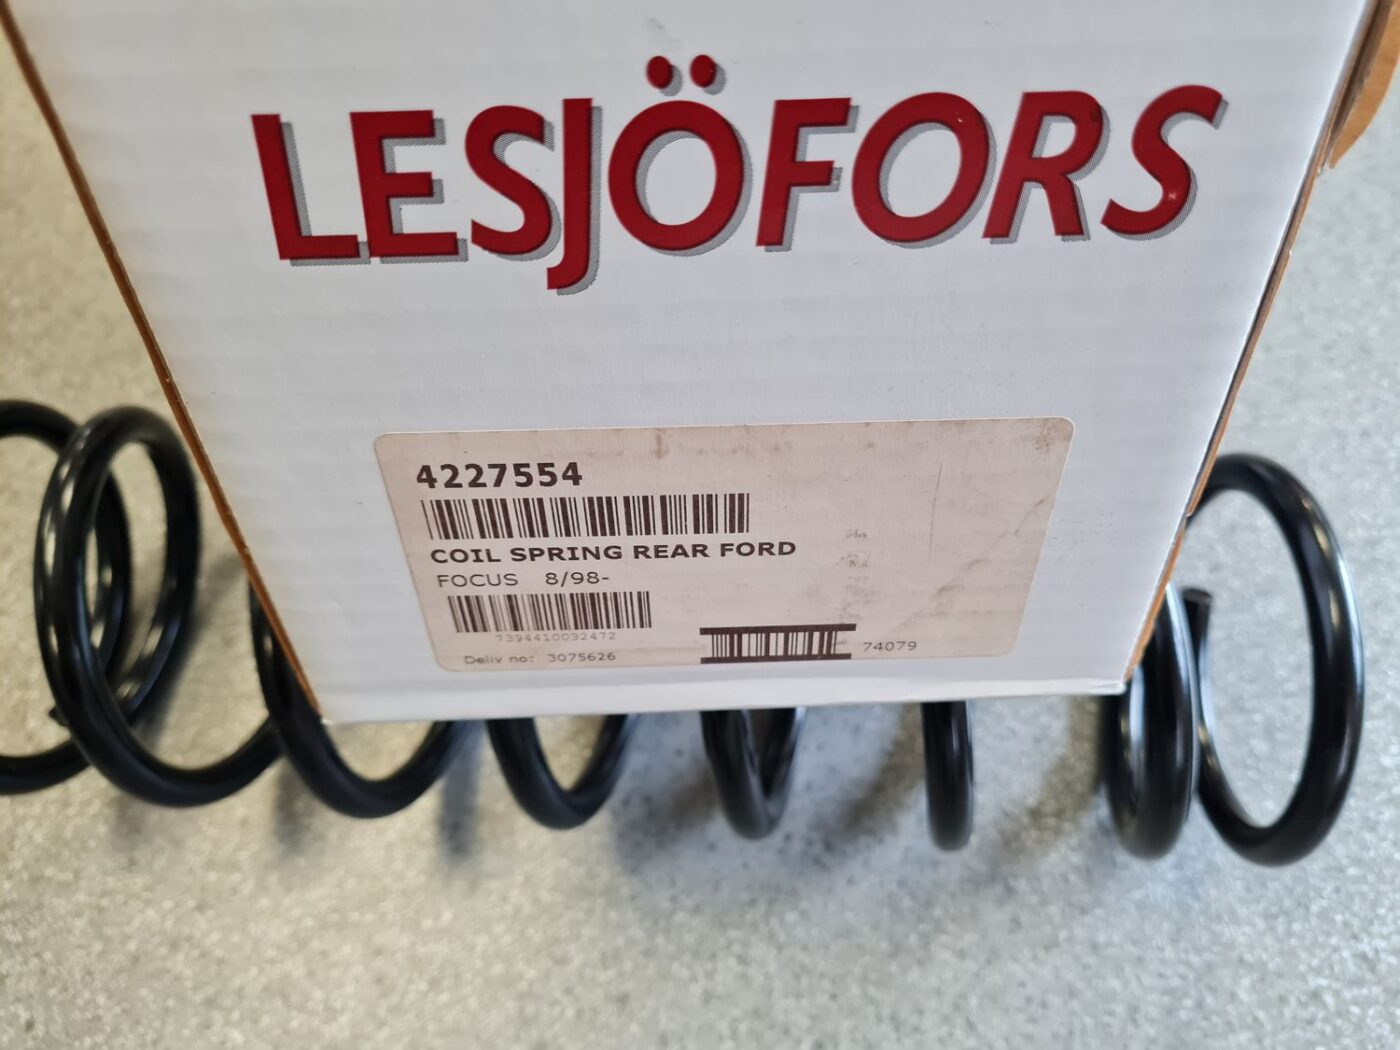 LESJÖFORS
4227554
COIL SPRING REAR FORD
FOCUS 8/98-
7394410032472
Deliv no: 3075626
74079